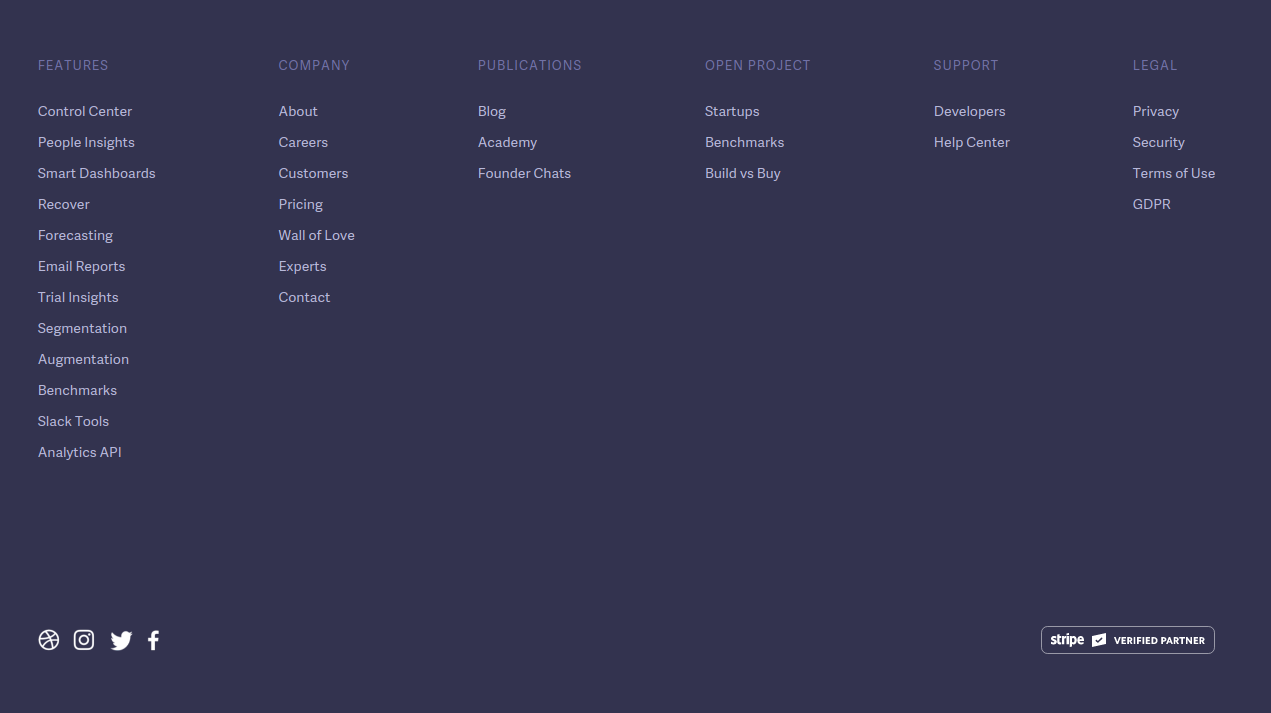 FEATURES
Control Center
People Insights
Smart Dashboards
Recover
Forecasting
Email Reports
Trial Insights
Segmentation
Augmentation
Benchmarks
Slack Tools
Analytics API
COMPANY
About
Careers
Customers
Pricing
Wall of Love
Experts
Contact
PUBLICATIONS
Blog
Academy
Founder Chats
OPEN PROJECT
Startups
Benchmarks
Build vs Buy
SUPPORT
Developers
Help Center
LEGAL
Privacy
Security
Terms of Use
GDPR
stripe VERIFIED PARTNER